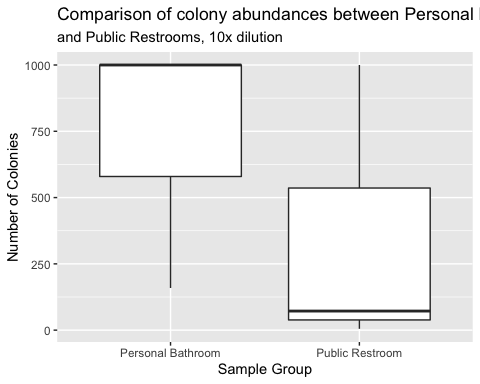 Comparison of colony abundances between Personal
and Public Restrooms, 10x dilution
1000
750
500
250
0
Number of Colonies
Personal Bathroom Public Restroom
Sample Group